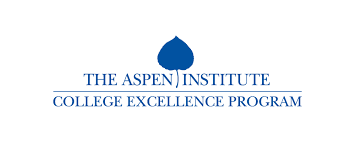 THE ASPEN INSTITUTE
COLLEGE EXCELLENCE PROGRAM